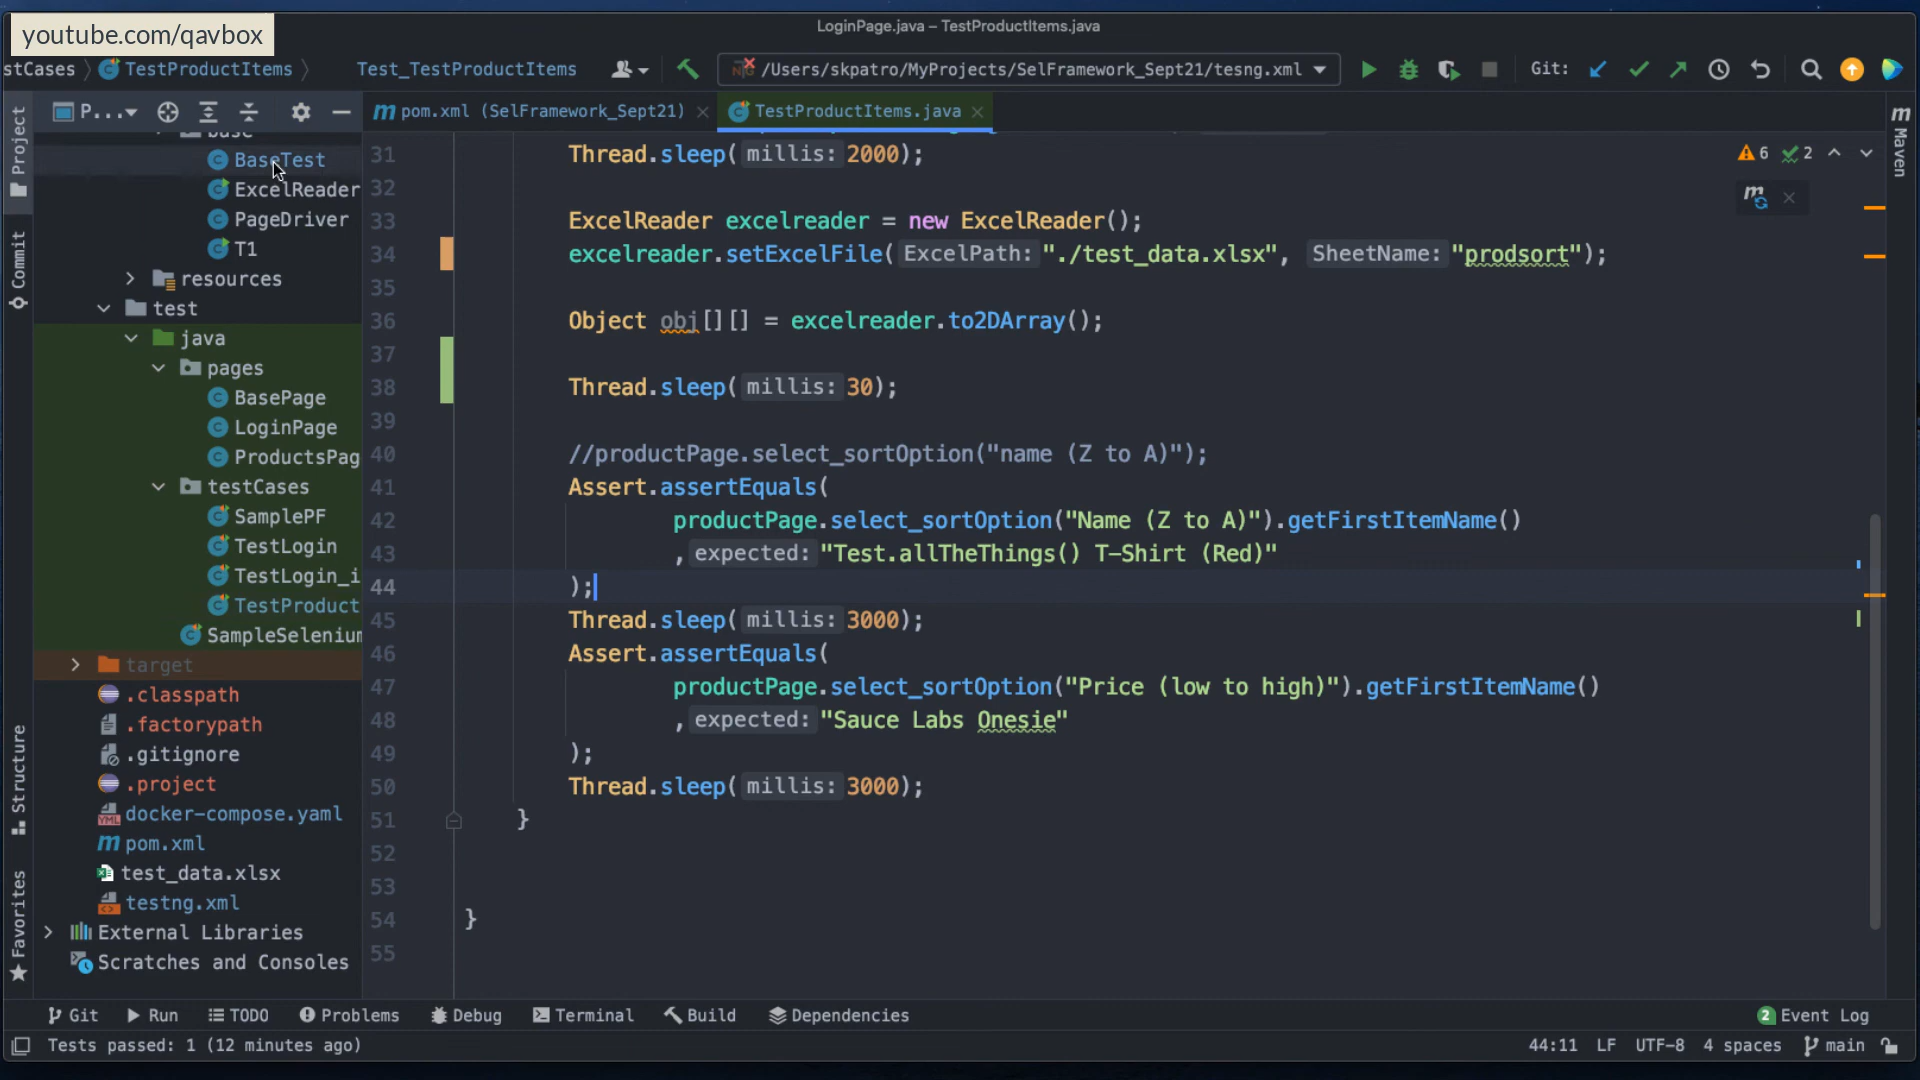 youtube.com/qavbox
LoginPage.java – TestProductItems.java
stCases
TestProductItems
Test_TestProductItems
/Users/skpatro/MyProjects/SelFramework_Sept21/tesng.xml
Git:
P...
pom.xml (SelFramework_Sept21)
TestProductItems.java
Project
Commit
Structure
Favorites
Maven
base
BaseTest
ExcelReader
PageDriver
T1
resources
test
java
pages
BasePage
LoginPage
ProductsPag
testCases
SamplePF
TestLogin
TestLogin_i
TestProduct
SampleSeleniun
target
.classpath
.factorypath
.gitignore
.project
docker-compose.yaml
pom.xml
test_data.xlsx
testng.xml
External Libraries
Scratches and Consoles
6 2
31 Thread.sleep( millis: 2000);
32
33 ExcelReader excelreader = new ExcelReader();
34 excelreader.setExcelFile( ExcelPath: "./test_data.xlsx", SheetName: "prodsort");
35
36 Object obj[][] = excelreader.to2DArray();
37
38 Thread.sleep( millis: 30);
39
40 //productPage.select_sortOption("name (Z to A)");
41 Assert.assertEquals(
42 productPage.select_sortOption("Name (Z to A)").getFirstItemName()
43 , expected: "Test.allTheThings() T-Shirt (Red)"
44 );
45 Thread.sleep( millis: 3000);
46 Assert.assertEquals(
47 productPage.select_sortOption("Price (low to high)").getFirstItemName()
48 , expected: "Sauce Labs Onesie"
49 );
50 Thread.sleep( millis: 3000);
51 }
52
53
54 }
55
Git Run TODO Problems Debug Terminal Build Dependencies 2 Event Log
Tests passed: 1 (12 minutes ago) 44:11 LF UTF-8 4 spaces main